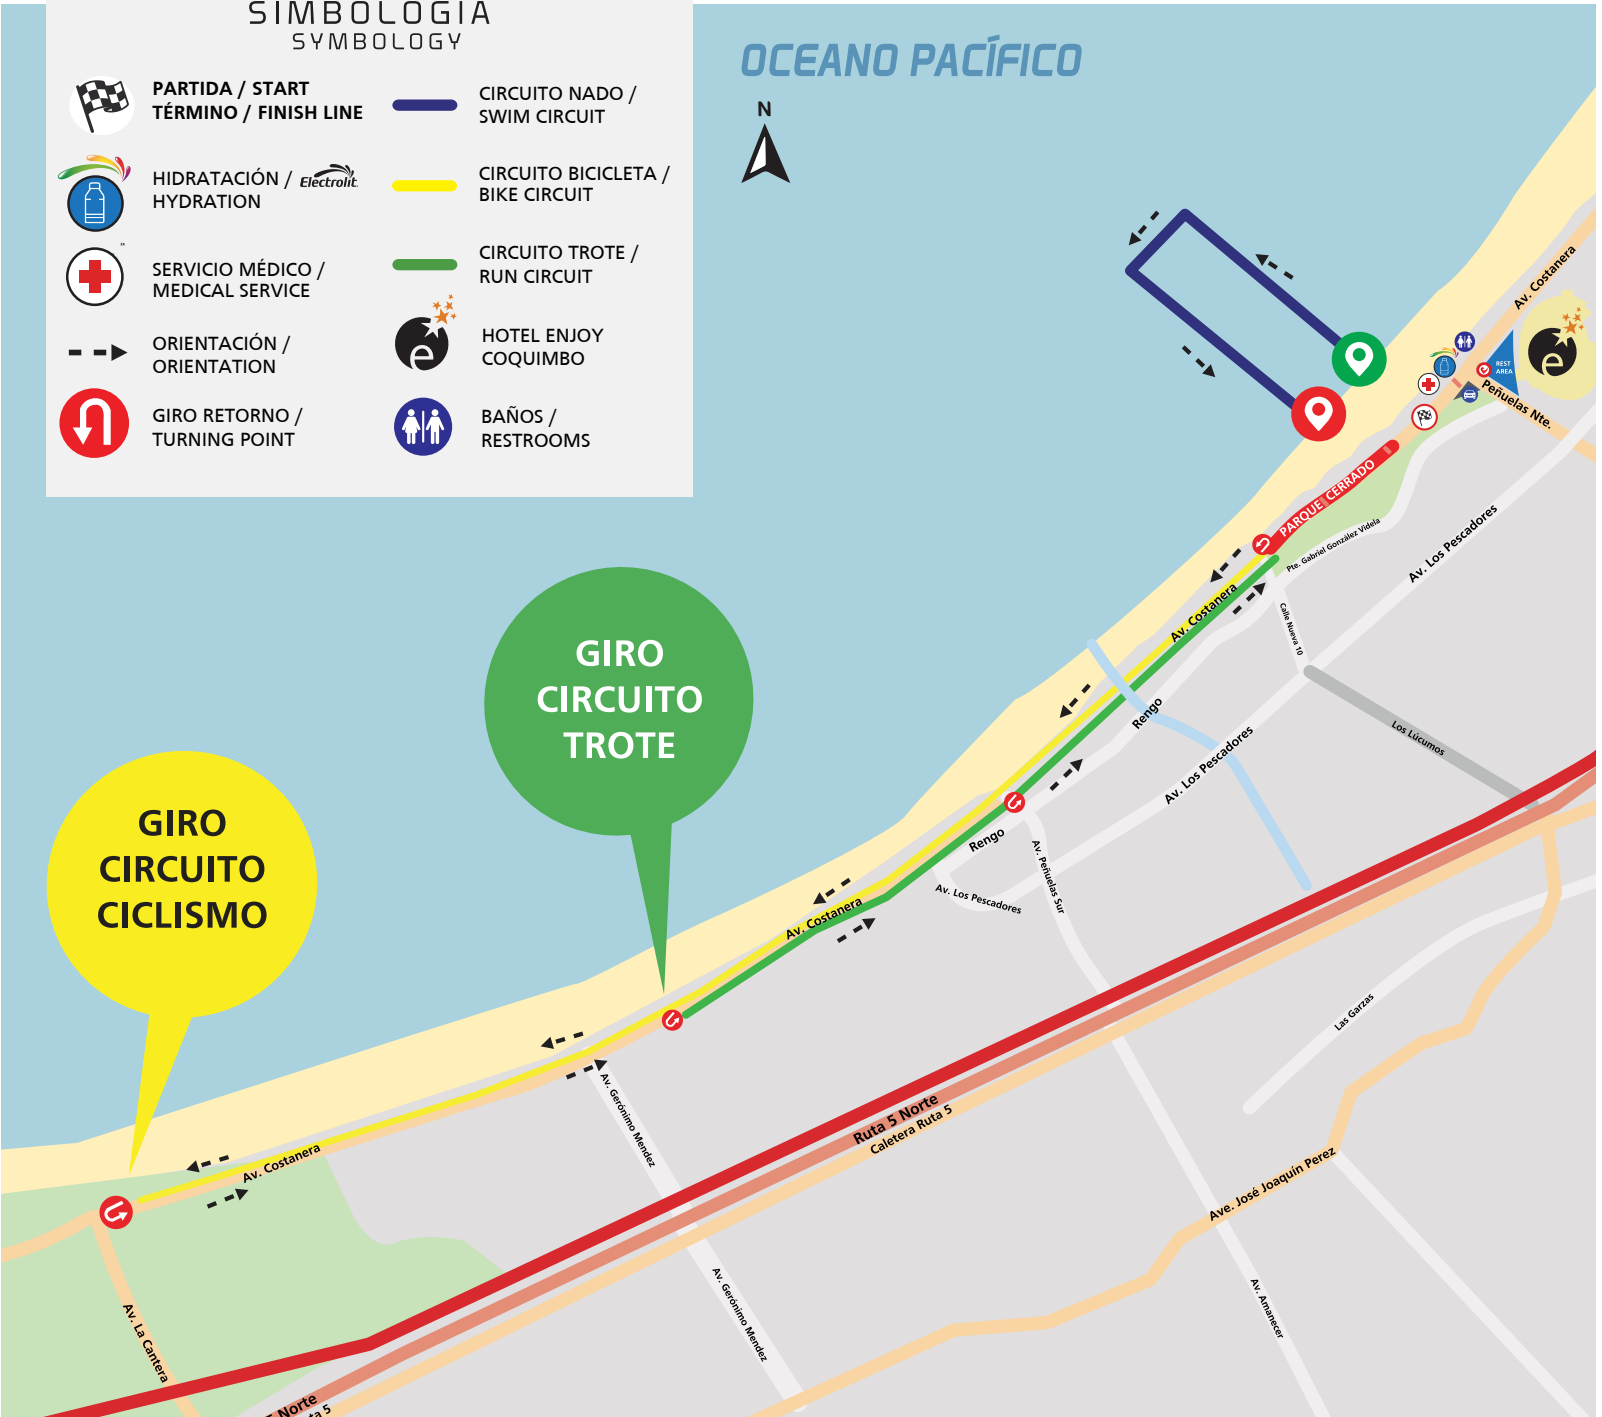 SIMBOLOGÍA
SYMBOLOGY
PARTIDA / START
TÉRMINO / FINISH LINE
HIDRATACIÓN / Electrolit
HYDRATION
SERVICIO MÉDICO /
MEDICAL SERVICE
ORIENTACIÓN /
ORIENTATION
GIRO RETORNO /
TURNING POINT
CIRCUITO NADO /
SWIM CIRCUIT
CIRCUITO BICICLETA /
BIKE CIRCUIT
CIRCUITO TROTE /
RUN CIRCUIT
e
HOTEL ENJOY
COQUIMBO
BAÑOS /
RESTROOMS
OCEANO PACÍFICO
N
Av. Costanera
e
REST
AREA
Peñuelas Nte.
PARQUE CERRADO
Pte. Gabriel González Videla
Av. Los Pescadores
Av. Costanera
Calle Nueva 10
Rengo
Los Lúcumos
Av. Los Pescadores
GIRO
CIRCUITO
TROTE
GIRO
CIRCUITO
CICLISMO
Rengo
Av. Los Pescadores
Av. Peñuelas Sur
Av. Costanera
Las Garzas
Av. Gerónimo Mendez
Ruta 5 Norte
Caletera Ruta 5
Av. Costanera
Ave. José Joaquín Perez
Av. La Cantera
Av. Gerónimo Mendez
Av. Amanecer
5 Norte
ta 5